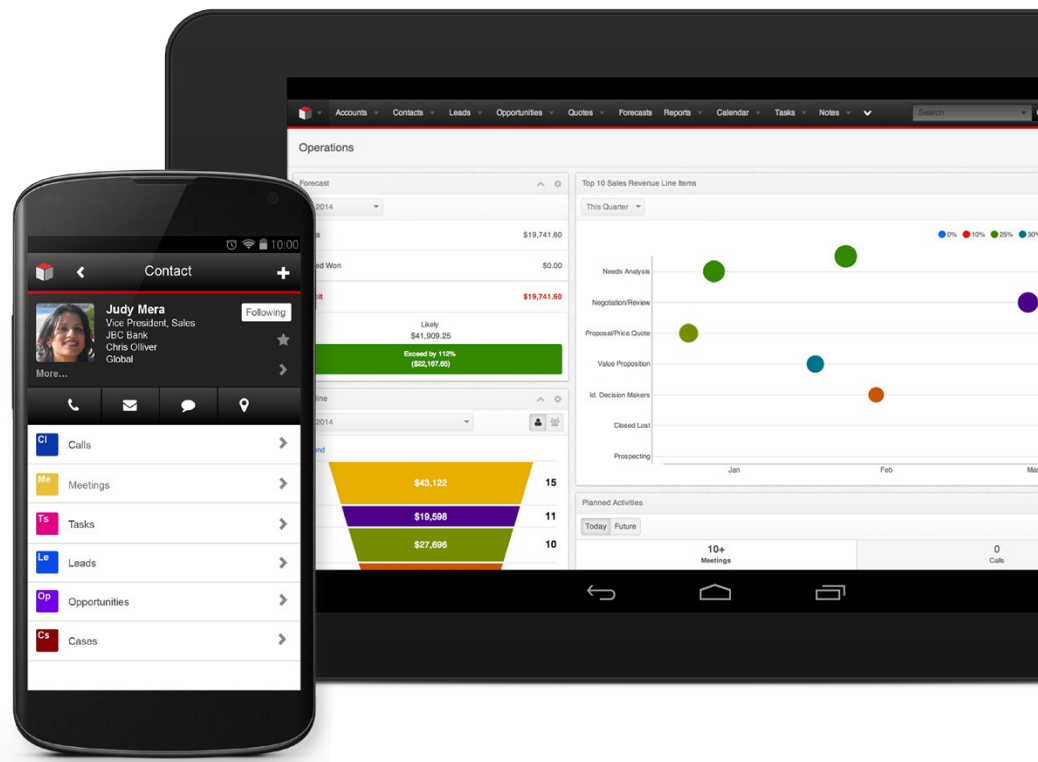 Accounts Contacts Leads Opportunities Quotes Forecasts Reports Calendar Tasks Notes Search
Operations
Forecast
2014
$19,741.60
Won
$0.00
$19,741.60
Likely
$41,909.25
Exceed by 112%
($22,167.65)
2014
$43,122 15
$19,598 11
$27,696 10
Top 10 Sales Revenue Line Items
This Quarter
0% 10% 25% 30%
Needs Analysis
Negotiation/Review
Proposal/Price Quote
Value Proposition
Id. Decision Makers
Closed Lost
Prospecting
Jan Feb Mar
Planned Activities
Today Future
10+ 0
Meetings Calls
10:00
Contact
Judy Mera
Following
Vice President, Sales
JBC Bank
Chris Olliver
Global
More...
Cl Calls
Me Meetings
Ts Tasks
Le Leads
Op Opportunities
Cs Cases